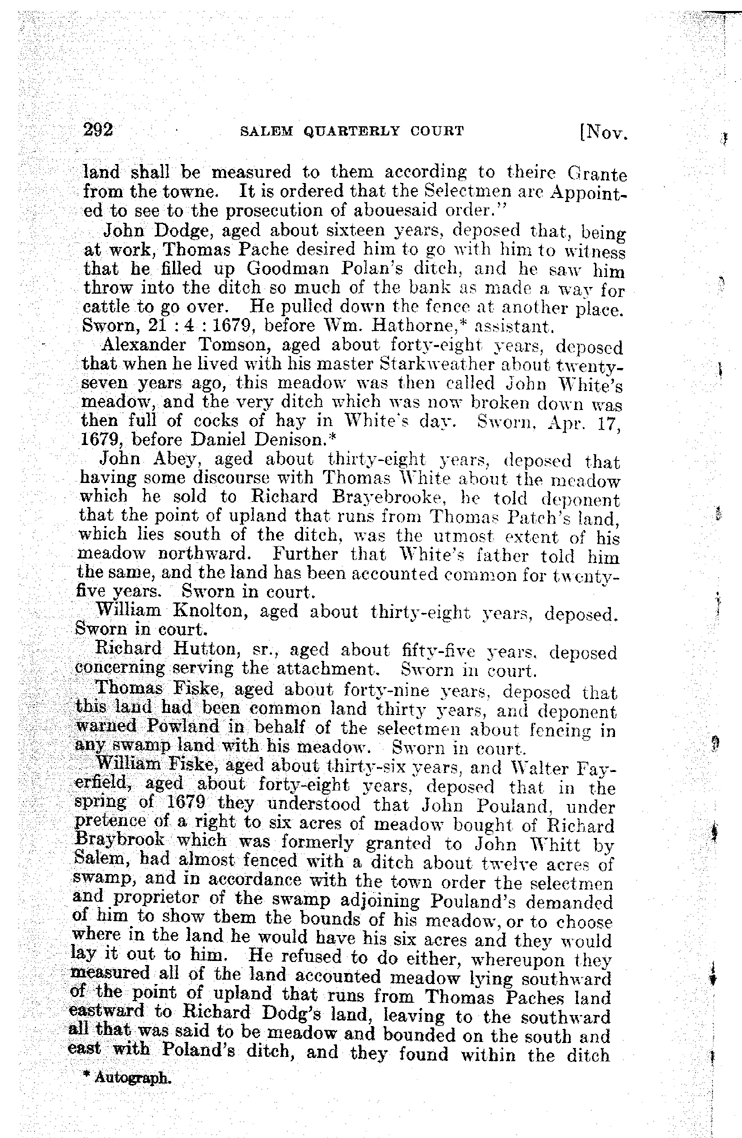 292 SALEM QUARTERLY COURT [Nov.
land shall be measured to them according to theire Grante
from the towne. It is ordered that the Selectmen are Appoint-
ed to see to the prosecution of abouesaid order."
John Dodge, aged about sixteen years, deposed that, being
at work, Thomas Pache desired him to go with him to witness
that he filled up Goodman Polan's ditch, and he saw him
throw into the ditch so much of the bank as made a way for
cattle to go over. He pulled down the fence at another place.
Sworn, 21 : 4 : 1679, before Wm. Hathorne,* assistant.
Alexander Tomson, aged about forty-eight years, deposed
that when he lived with his master Starkweather about twenty-
seven years ago, this meadow was then called John White's
meadow, and the very ditch which was now broken down was
then full of cocks of hay in White's day. Sworn, Apr. 17,
1679, before Daniel Denison.*
John Abey, aged about thirty-eight years, deposed that
having some discourse with Thomas White about the meadow
which he sold to Richard Brayebrooke, he told deponent
that the point of upland that runs from Thomas Patch's land,
which lies south of the ditch, was the utmost extent of his
meadow northward. Further that White's father told him
the same, and the land has been accounted common for twenty-
five years. Sworn in court.
William Knolton, aged about thirty-eight years, deposed.
Sworn in court.
Richard Hutton, sr., aged about fifty-five years, deposed
concerning serving the attachment. Sworn in court.
Thomas Fiske, aged about forty-nine years, deposed that
this land had been common land thirty years, and deponent
warned Powland in behalf of the selectmen about fencing in
any swamp land with his meadow. Sworn in court.
William Fiske, aged about thirty-six years, and Walter Fay-
erfield, aged about forty-eight years, deposed that in the
spring of 1679 they understood that John Pouland, under
pretence of a right to six acres of meadow bought of Richard
Braybrook which was formerly granted to John Whitt by
Salem, had almost fenced with a ditch about twelve acres of
swamp, and in accordance with the town order the selectmen
and proprietor of the swamp adjoining Pouland's demanded
of him to show them the bounds of his meadow, or to choose
where in the land he would have his six acres and they would
lay it out to him. He refused to do either, whereupon they
measured all of the land accounted meadow lying southward
of the point of upland that runs from Thomas Paches land
eastward to Richard Dodg's land, leaving to the southward
all that was said to be meadow and bounded on the south and
east with Poland's ditch, and they found within the ditch
* Autograph.